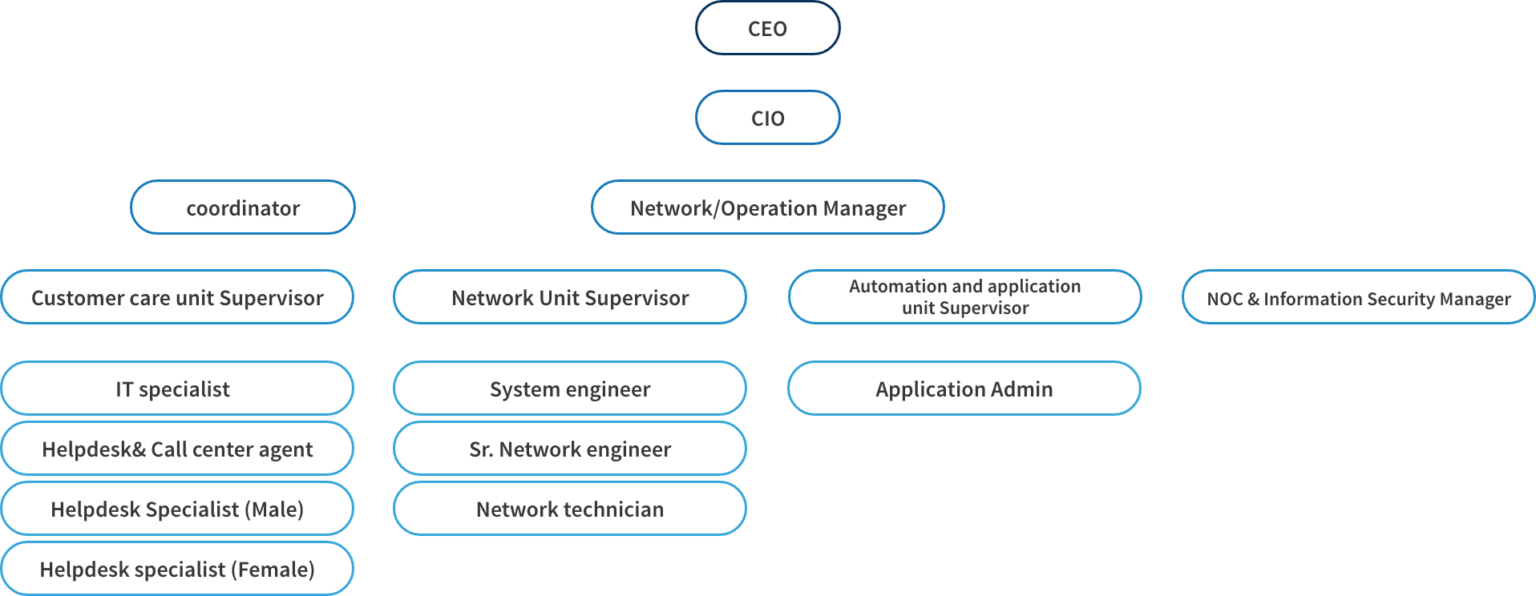 CEO
CIO
coordinator
Network/Operation Manager
Customer care unit Supervisor
Network Unit Supervisor
Automation and application
unit Supervisor
NOC & Information Security Manager
IT specialist
System engineer
Application Admin
Helpdesk& Call center agent
Sr. Network engineer
Helpdesk Specialist (Male)
Network technician
Helpdesk specialist (Female)